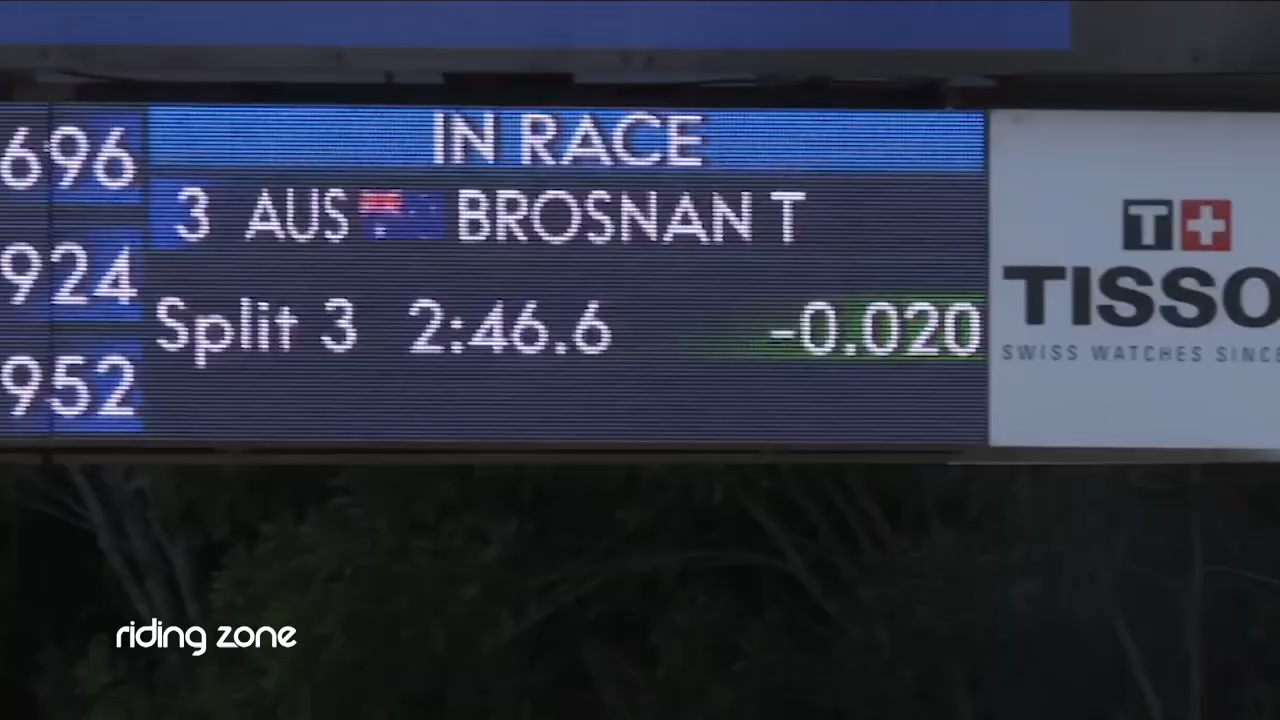 IN RACE
696
3 AUS BROSNAN T
924
Split 3 2:46.6 -0.020
952
T+
TISSO
SWISS WATCHES SINCE
riding zone